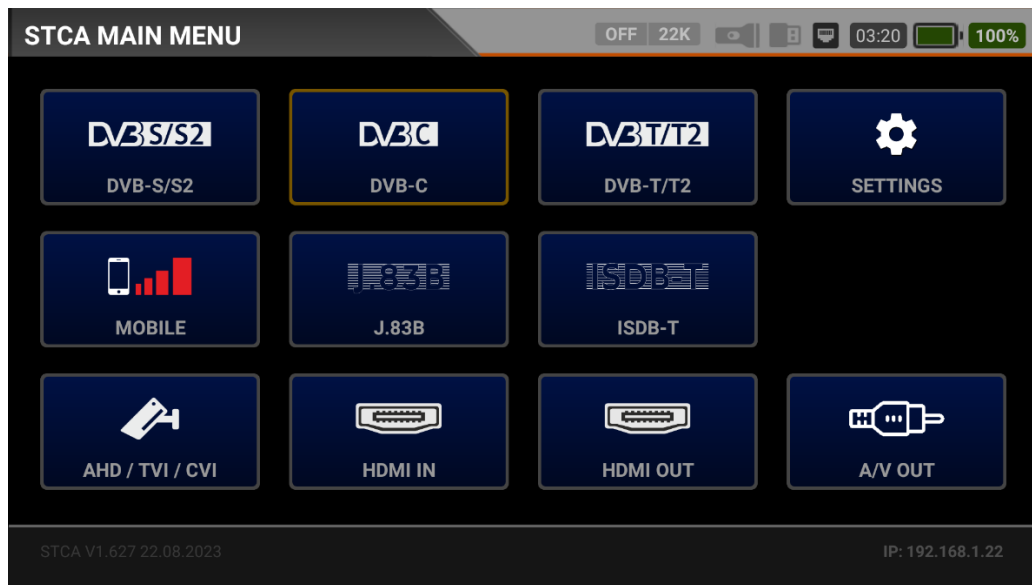 STCA MAIN MENU
OFF 22K 03:20 100%
DVB S/S2 DVB C DVB T/T2
DVB-S/S2 DVB-C DVB-T/T2 SETTINGS
J.83B ISDB-T
MOBILE J.83B ISDB-T
AHD / TVI / CVI HDMI IN HDMI OUT A/V OUT
STCA V1.627 22.08.2023 IP: 192.168.1.22